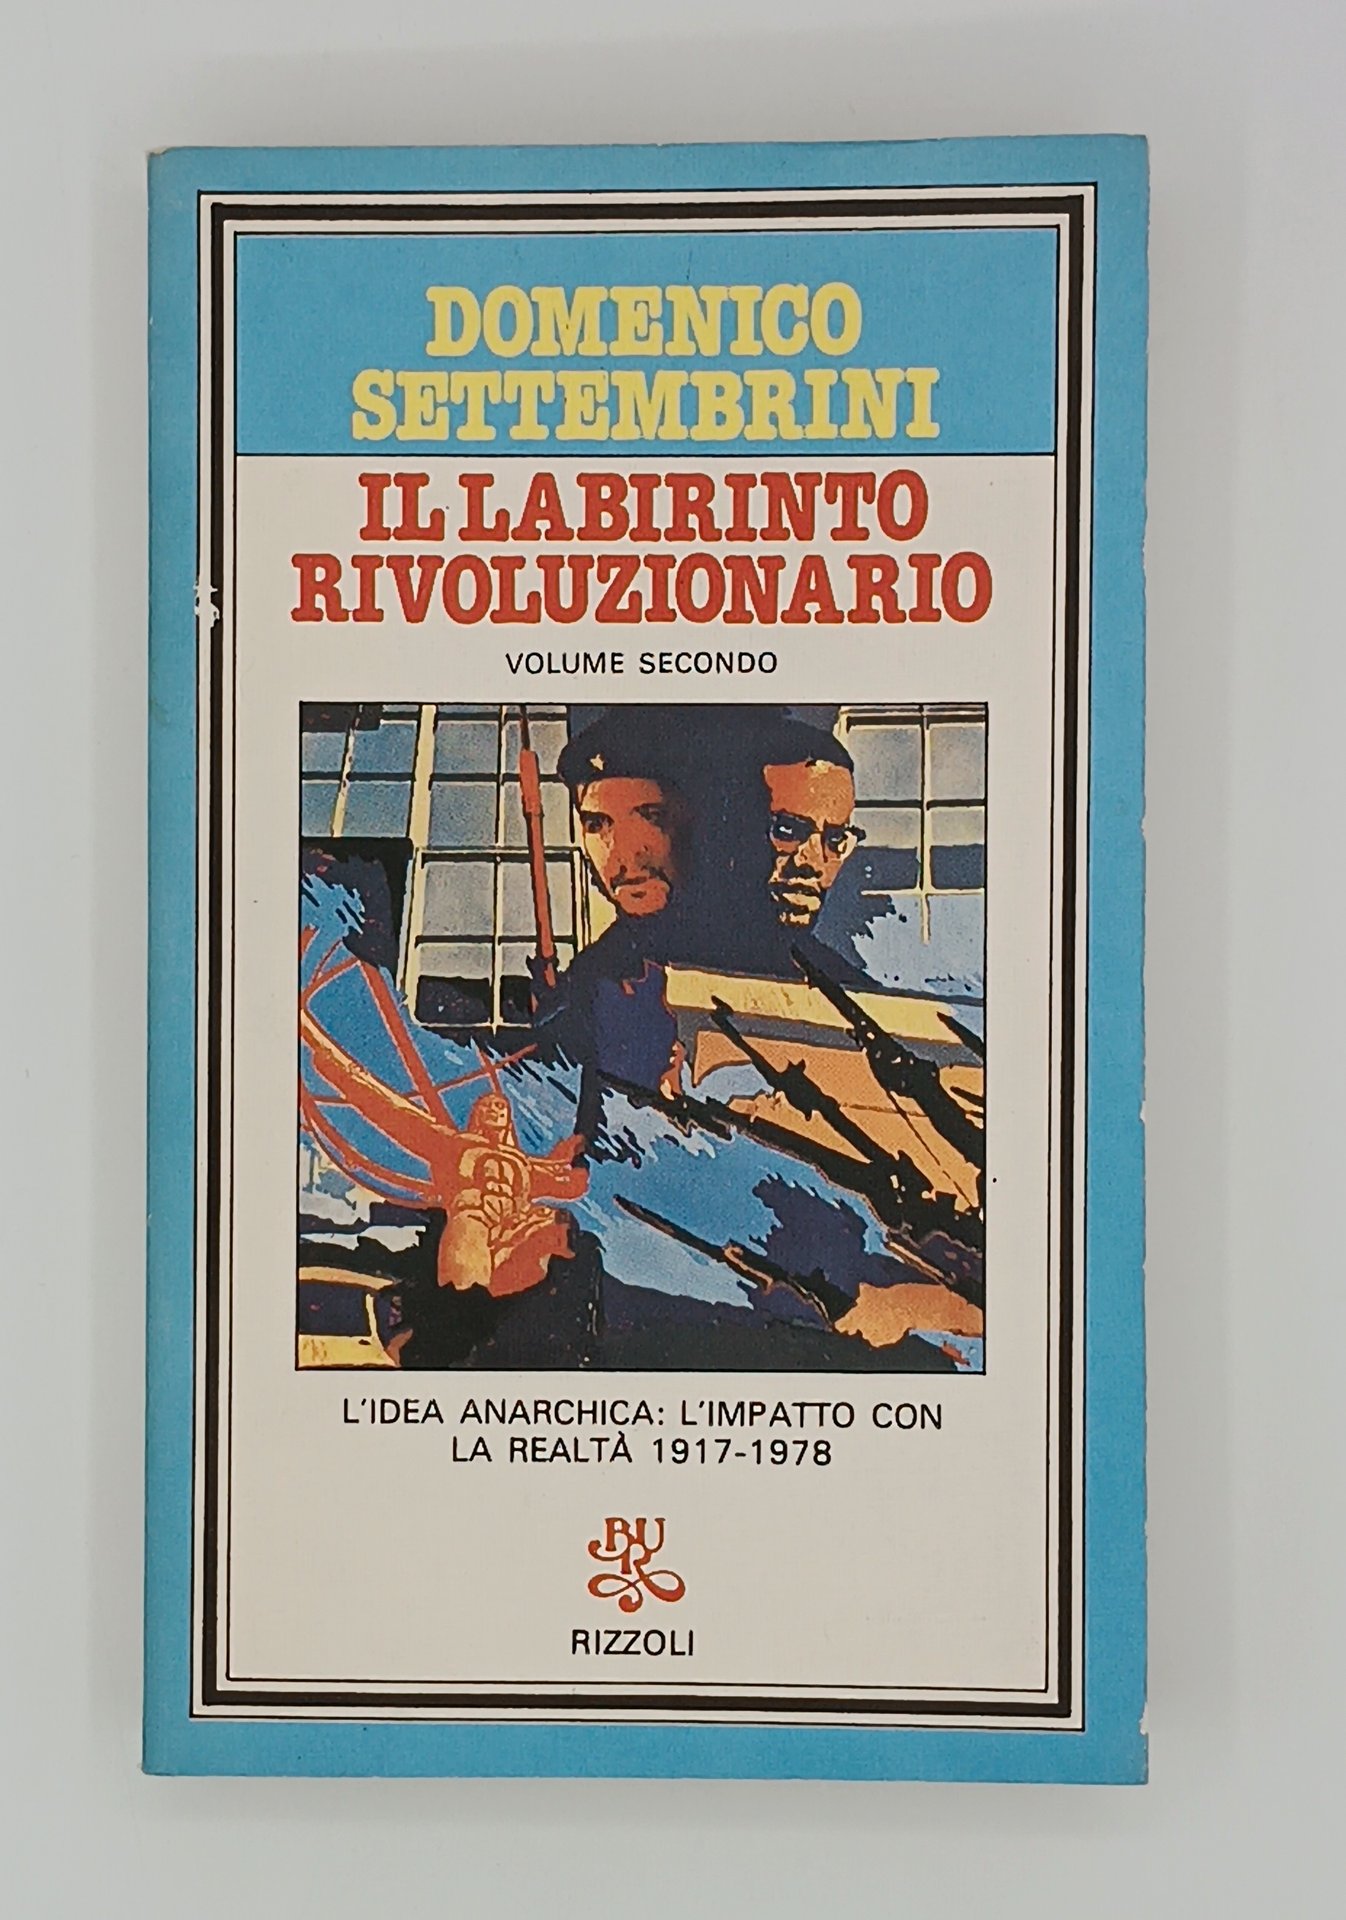 DOMENICO
SETTEMBRINI
IL LABIRINTO
RIVOLUZIONARIO
VOLUME SECONDO
L'IDEA ANARCHICA: L'IMPATTO CON
LA REALTÀ 1917-1978
BUR
RIZZOLI